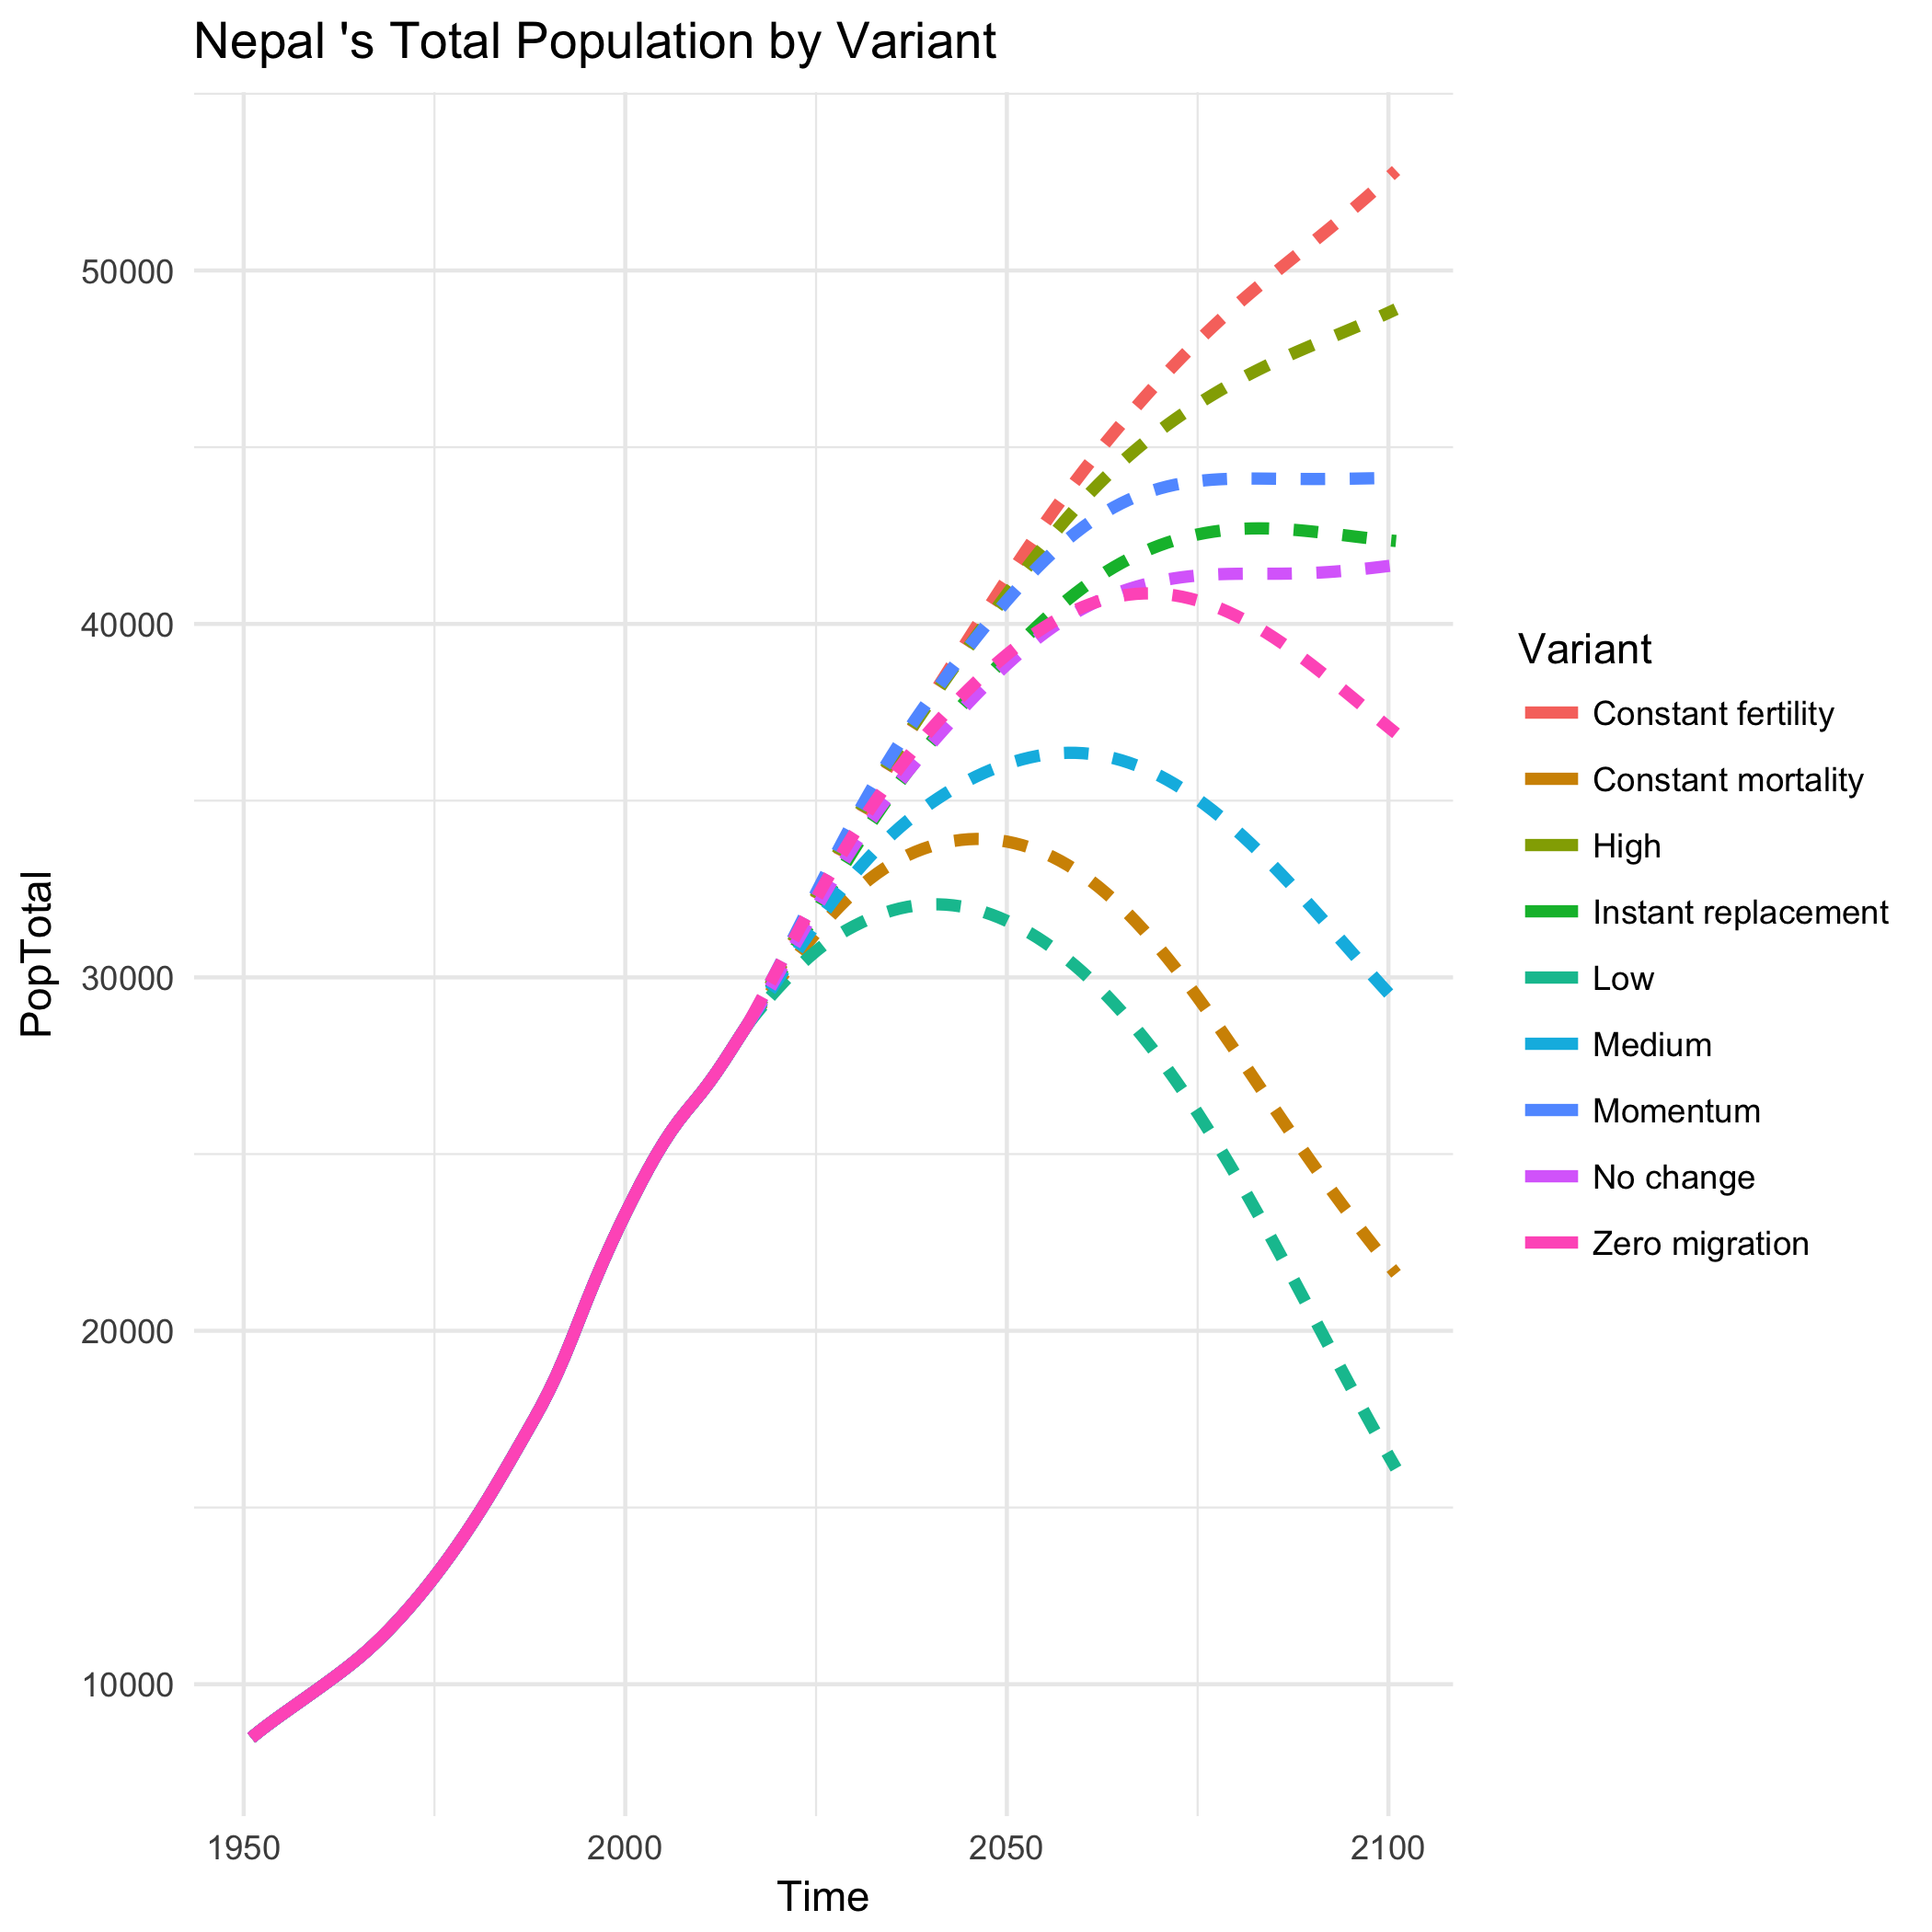 Nepal 's Total Population by Variant
PopTotal
50000
40000
30000
20000
10000
1950 2000 2050 2100
Time
Variant
Constant fertility
Constant mortality
High
Instant replacement
Low
Medium
Momentum
No change
Zero migration